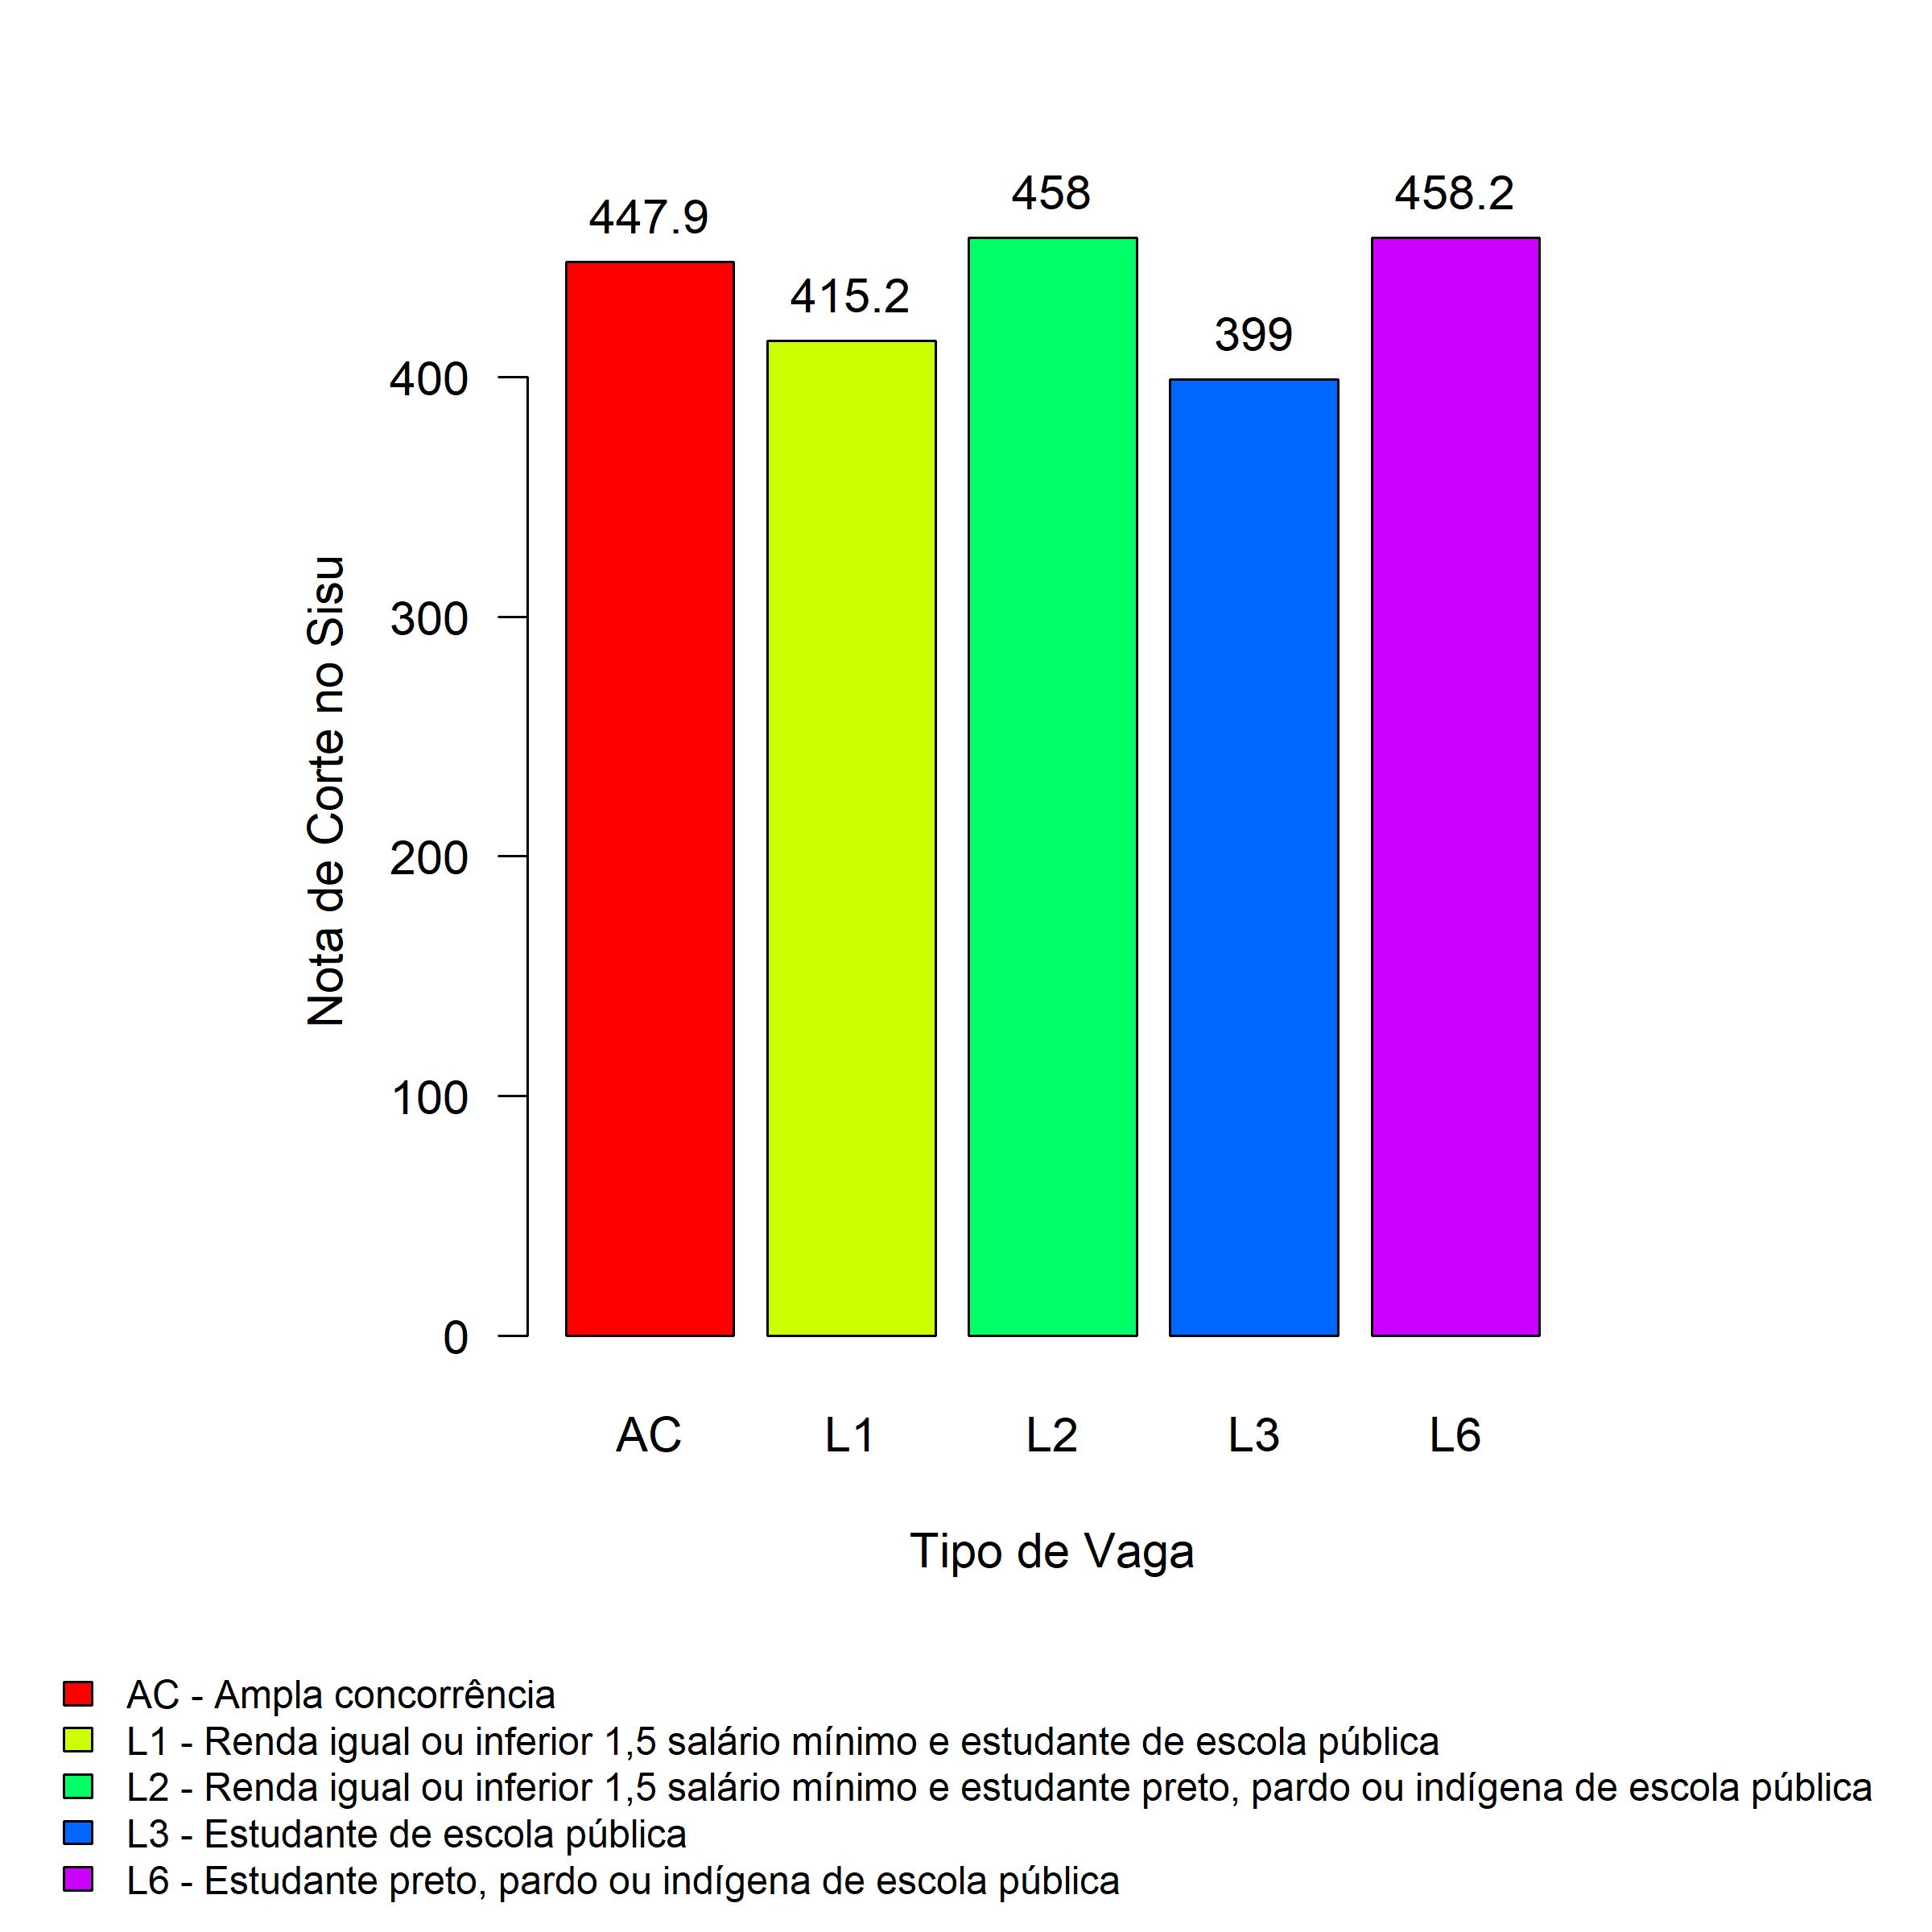 458
458.2
447.9
415.2
399
400
300
200
100
0
Nota de Corte no Sisu
AC L1 L2 L3 L6
Tipo de Vaga
AC - Ampla concorrência
L1 - Renda igual ou inferior 1,5 salário mínimo e estudante de escola pública
L2 - Renda igual ou inferior 1,5 salário mínimo e estudante preto, pardo ou indígena de escola pública
L3 - Estudante de escola pública
L6 - Estudante preto, pardo ou indígena de escola pública